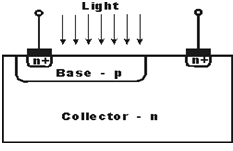 Light
n+
n+
Base - p
Collector - n